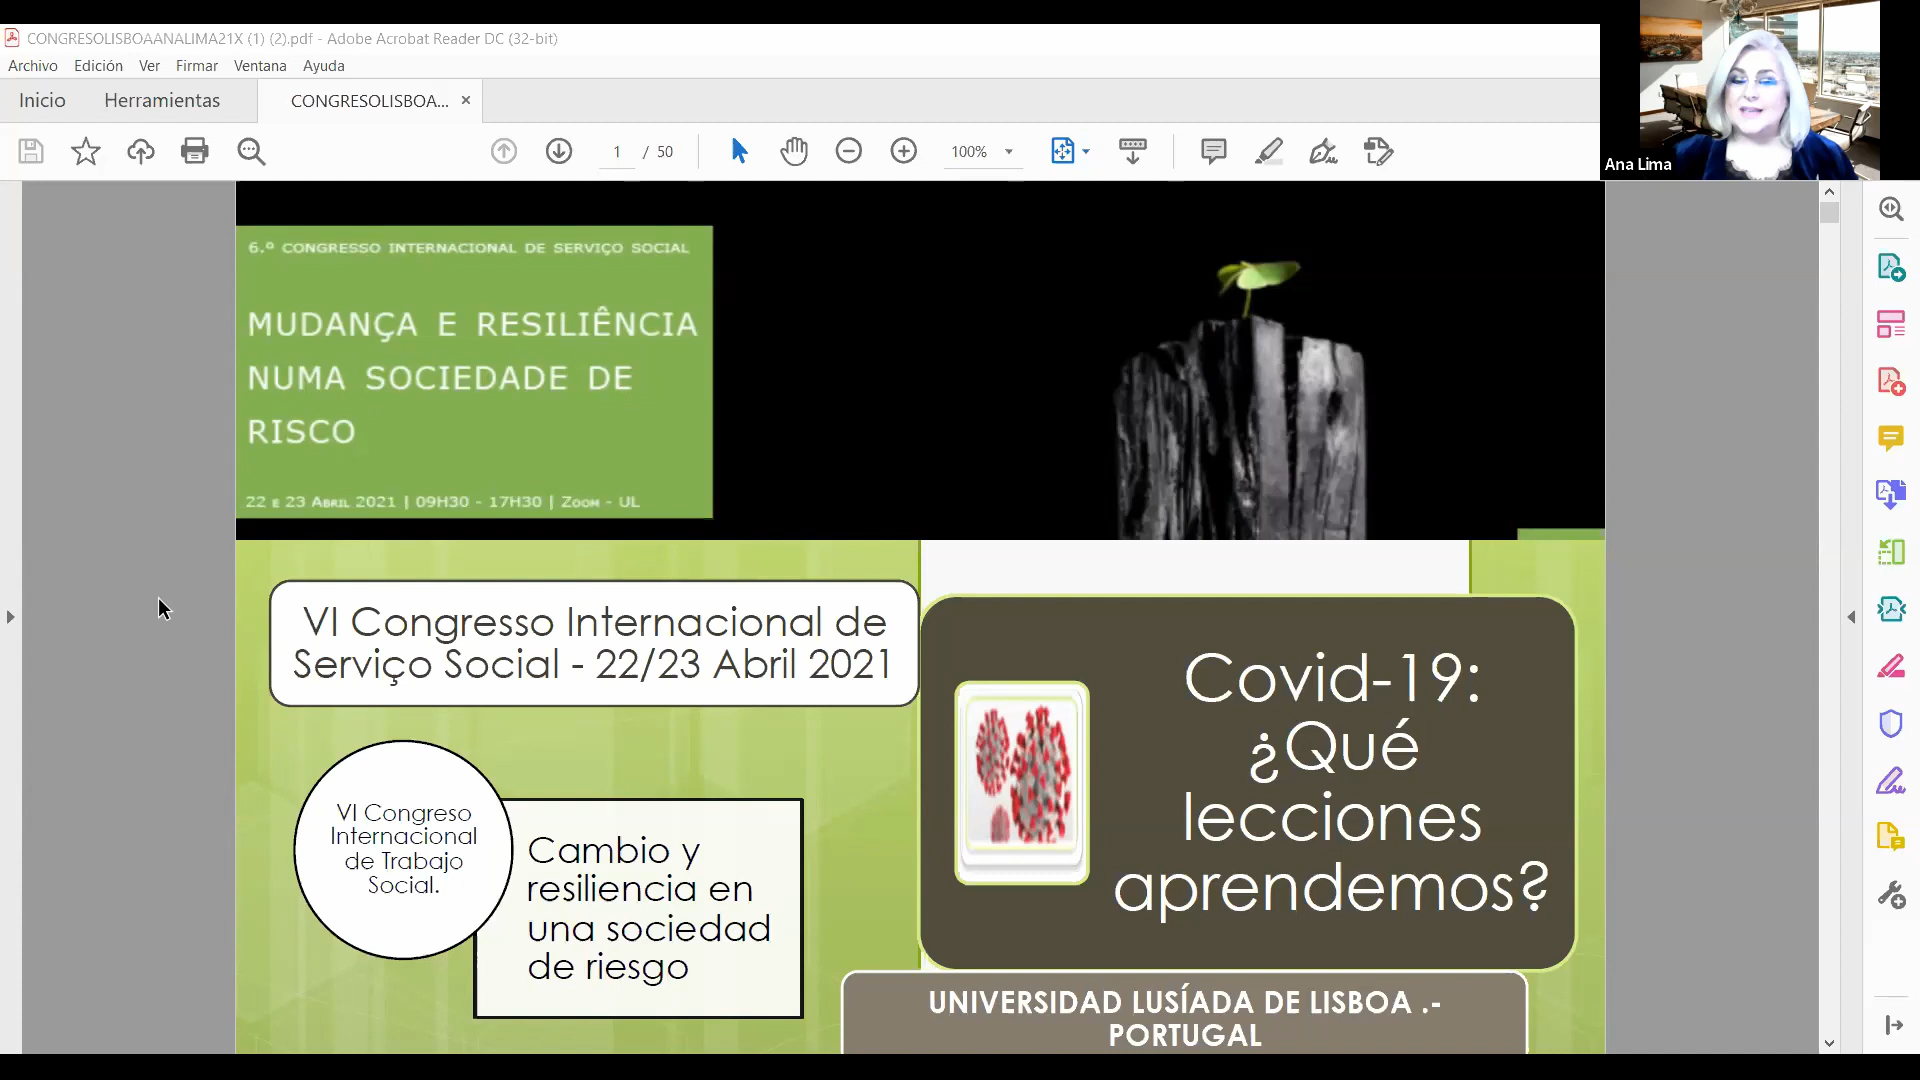 CONGRESOLISBOAANALIMA21X (1) (2).pdf - Adobe Acrobat Reader DC (32-bit)
Archivo Edición Ver Firmar Ventana Ayuda
Inicio Herramientas CONGRESOLISBOA... ×
1 / 50 100%
Ana Lima
6.º CONGRESSO INTERNACIONAL DE SERVIÇO SOCIAL
MUDANÇA E RESILIÊNCIA
NUMA SOCIEDADE DE
RISCO
22 E 23 ABRIL 2021 | 09H30 - 17H30 | ZOOM - UL
VI Congresso Internacional de
Serviço Social - 22/23 Abril 2021
VI Congreso
Internacional
de Trabajo
Social.
Cambio y
resiliencia en
una sociedad
de riesgo
Covid-19:
¿Qué
lecciones
aprendemos?
UNIVERSIDAD LUSÍADA DE LISBOA .-
PORTUGAL